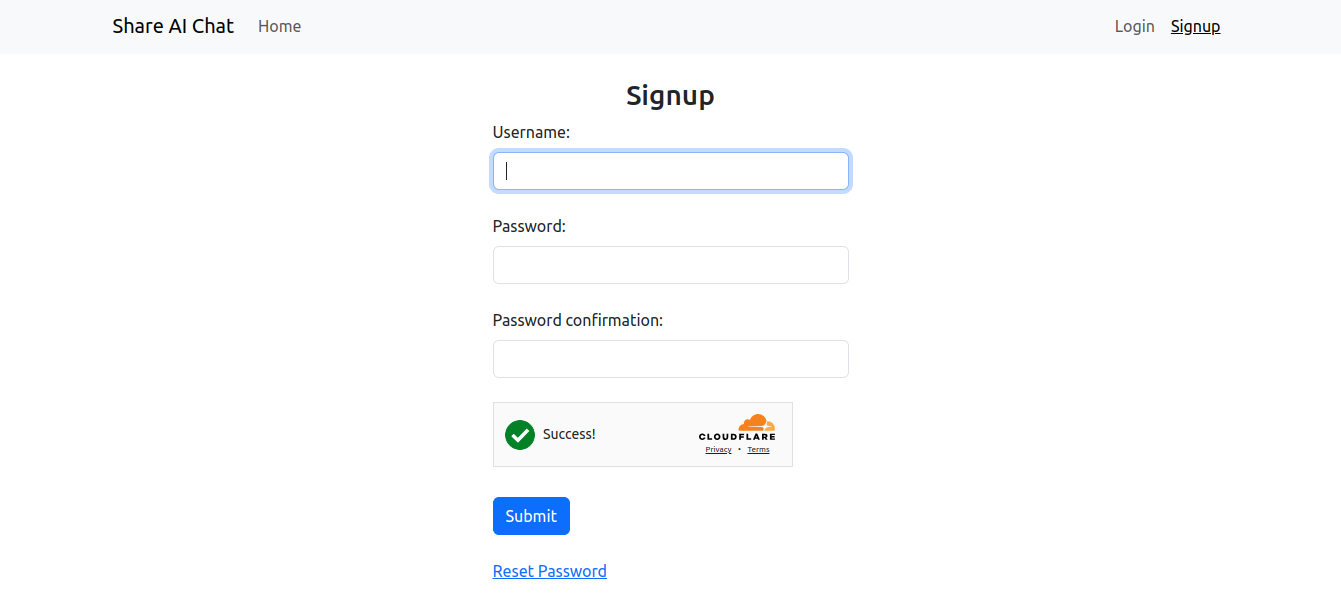 Share AI Chat Home Login Signup
Signup
Username:
Password:
Password confirmation:
Success!
CLOUDFLARE
Privacy • Terms
Submit
Reset Password